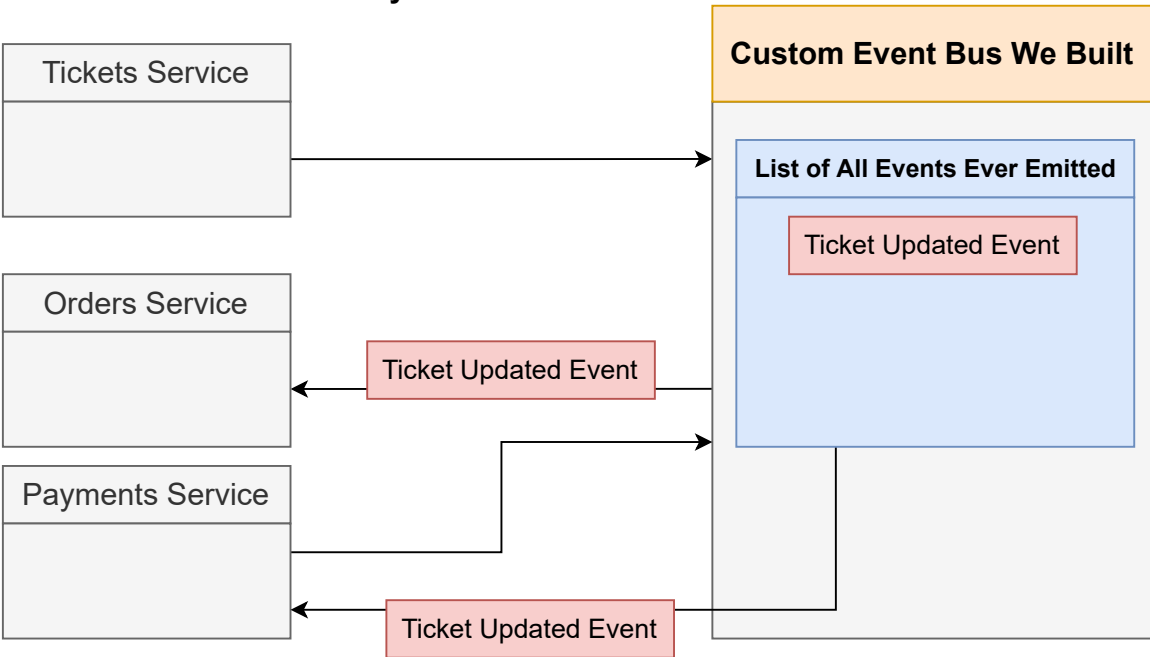 Custom Event Bus We Built
Tickets Service
List of All Events Ever Emitted
Ticket Updated Event
Orders Service
Ticket Updated Event
Payments Service
Ticket Updated Event